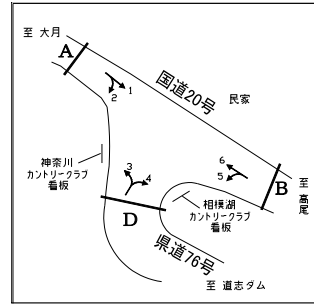 至 大月
A
国道20号
民家
1
2
神奈川
カントリークラブ
看板
3
4
6
5
B
至
高尾
相模湖
カントリークラブ
看板
D
県道76号
至 道志ダム